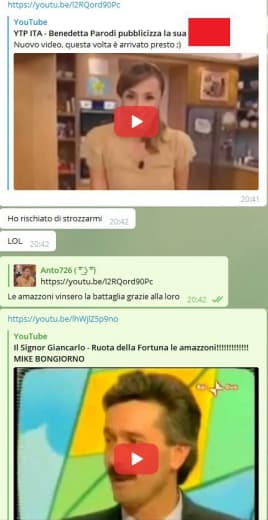 https://youtu.be/l2RQord90Pc
YouTube
YTP ITA - Benedetta Parodi pubblicizza la sua
Nuovo video, questa volta è arrivato presto ;)
20:41
Ho rischiato di strozzarmi 20:42
LOL 20:42
Anto726 ( ͡° ͜ʖ ͡°)
https://youtu.be/l2RQord90Pc
Le amazzoni vinsero la battaglia grazie alla loro 20:42
https://youtu.be/lhWjlZ5p9no
YouTube
Il Signor Giancarlo - Ruota della Fortuna le amazzoni!!!!!!!!!!!!!
MIKE BONGIORNO
Rai